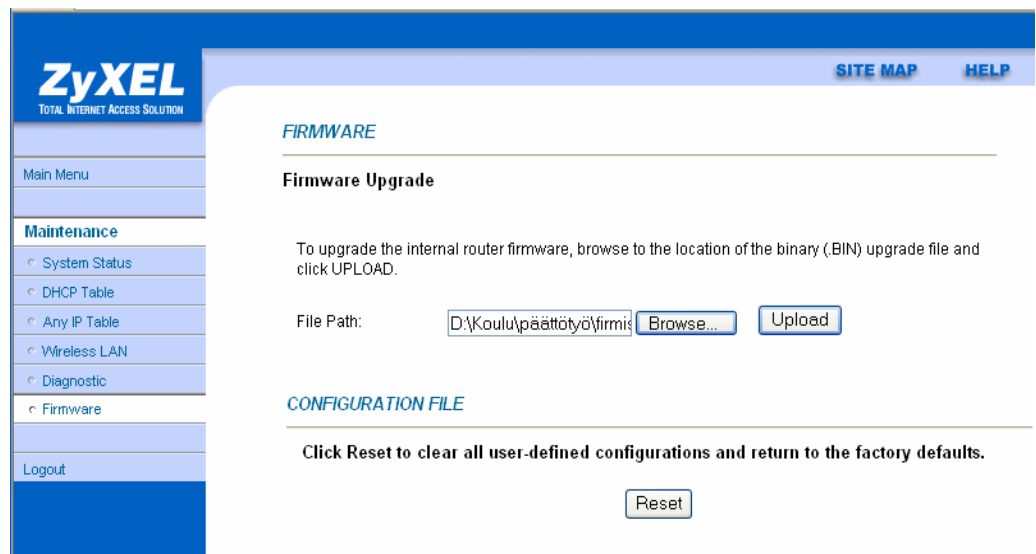 ZyXEL
TOTAL INTERNET ACCESS SOLUTION
SITE MAP
HELP
Main Menu
Maintenance
System Status
DHCP Table
Any IP Table
Wireless LAN
Diagnostic
Firmware
Logout
FIRMWARE
Firmware Upgrade
To upgrade the internal router firmware, browse to the location of the binary (.BIN) upgrade file and
click UPLOAD.
File Path:
D:\Koulu\päättötyö\firmis
Browse...
Upload
CONFIGURATION FILE
Click Reset to clear all user-defined configurations and return to the factory defaults.
Reset